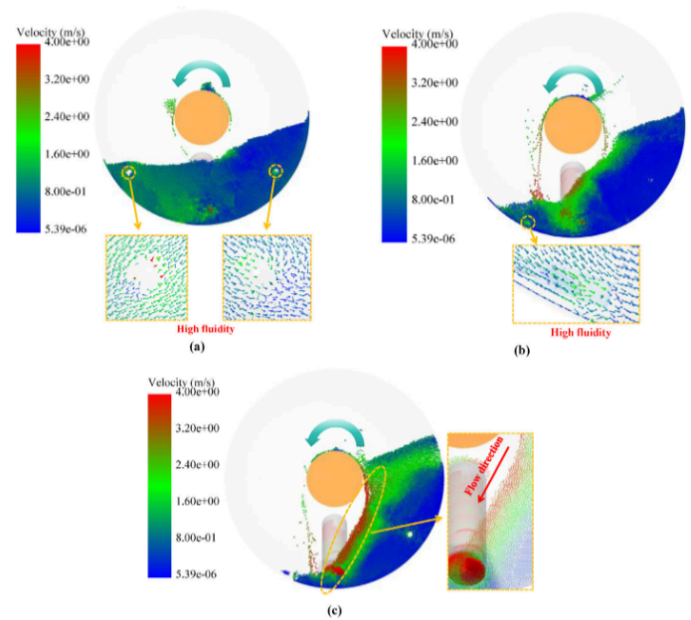 Velocity (m/s)
4.00e+00
3.20e+00
2.40e+00
1.60e+00
8.00e-01
5.39e-06
High fluidity
(a)
Velocity (m/s)
4.00e+00
3.20e+00
2.40e+00
1.60e+00
8.00e-01
5.39e-06
High fluidity
(b)
Velocity (m/s)
4.00e+00
3.20e+00
2.40e+00
1.60e+00
8.00e-01
5.39e-06
Flow direction
(c)